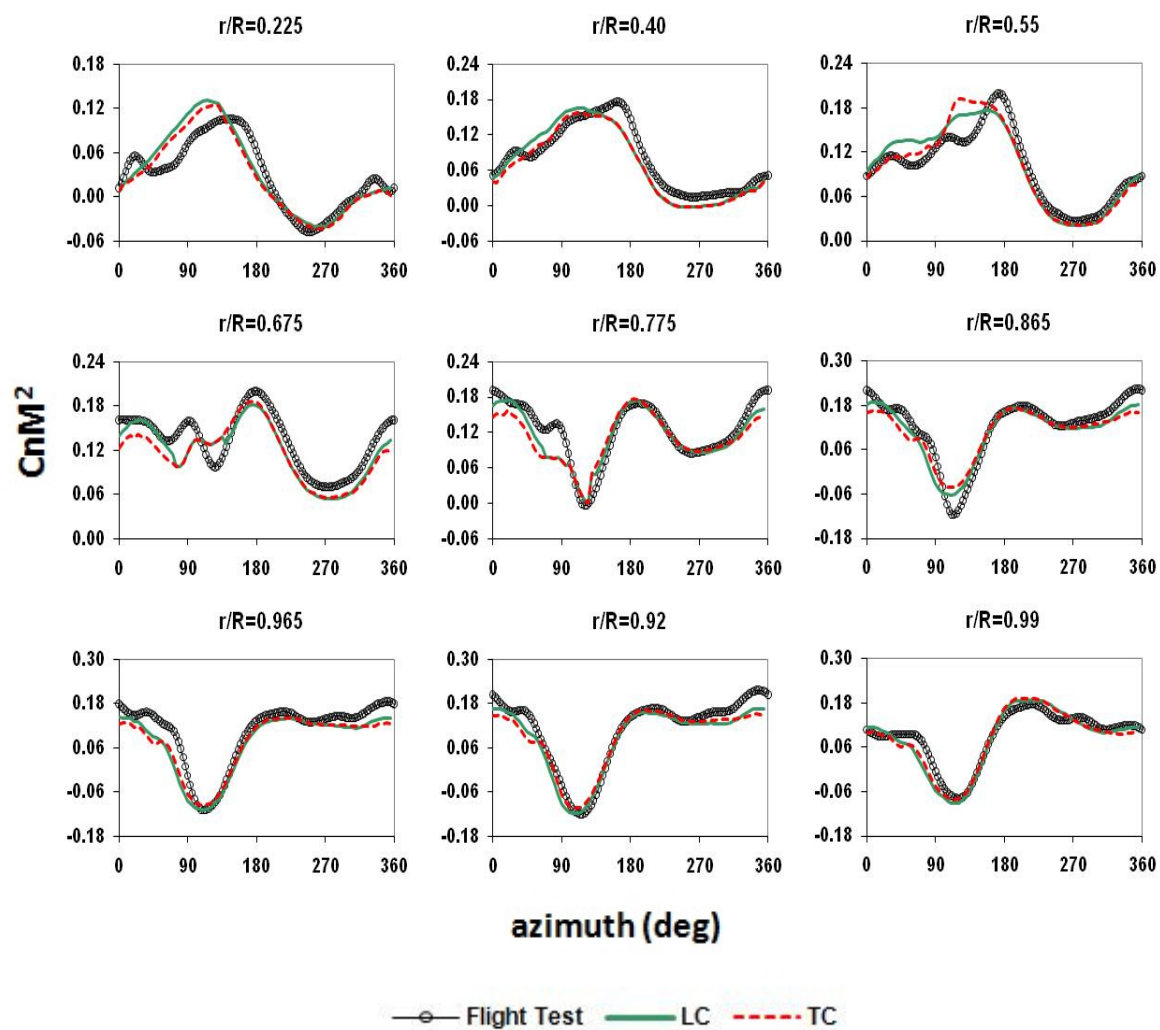 r/R=0.225 r/R=0.40 r/R=0.55
0.18 0.24 0.24
0.12 0.18 0.18
0.06 0.12 0.12
0.00 0.06 0.06
-0.06 0.00 0.00
-0.06
0 90 180 270 360 0 90 180 270 360 0 90 180 270 360
r/R=0.675 r/R=0.775 r/R=0.865
0.24 0.24 0.30
0.18 0.18 0.18
0.12 0.12 0.06
0.06 0.06 -0.06
0.00 0.00 -0.18
-0.06
0 90 180 270 360 0 90 180 270 360 0 90 180 270 360
CnM²
r/R=0.965 r/R=0.92 r/R=0.99
0.30 0.30 0.30
0.18 0.18 0.18
0.06 0.06 0.06
-0.06 -0.06 -0.06
-0.18 -0.18 -0.18
0 90 180 270 360 0 90 180 270 360 0 90 180 270 360
azimuth (deg)
Flight Test LC TC